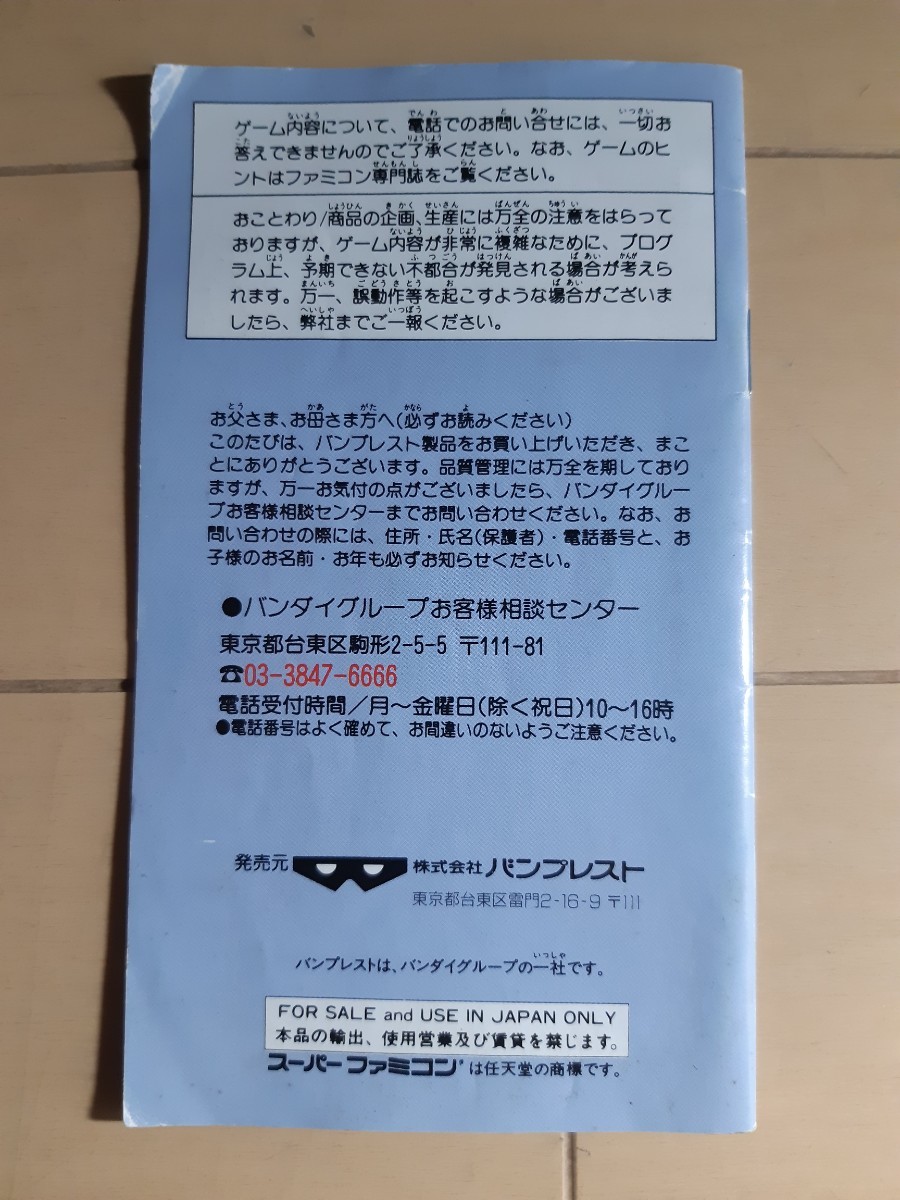 ゲーム内容について、電話でのお問い合せには、一切お
答えできませんのでご了承ください。なお、ゲームのヒ
ントはファミコン専門誌をご覧ください。
おことわり/商品の企画、生産には万全の注意をはらって
おりますが、ゲーム内容が非常に複雑なために、プログ
ラム上、予期できない不都合が発見される場合が考えら
れます。万一、誤動作等を起こすような場合がございま
したら、弊社までご一報ください。
お父さま、お母さま方へ(必ずお読みください)
このたびは、バンプレスト製品をお買い上げいただき、まこ
とにありがとうございます。品質管理には万全を期しており
ますが、万一お気付の点がございましたら、バンダイグルー
プお客様相談センターまでお問い合わせください。なお、お
問い合わせの際には、住所・氏名(保護者)・電話番号と、お
子様のお名前・お年も必ずお知らせください。
●バンダイグループお客様相談センター
東京都台東区駒形2-5-5 〒111-81
☎03-3847-6666
電話受付時間/月〜金曜日(除く祝日)10〜16時
●電話番号はよく確めて、お間違いのないようご注意ください。
発売元 株式会社 バンプレスト
東京都台東区雷門2-16-9 〒111
バンプレストは、バンダイグループの一社です。
FOR SALE and USE IN JAPAN ONLY
本品の輸出、使用営業及び賃貸を禁じます。
スーパーファミコンは任天堂の商標です。